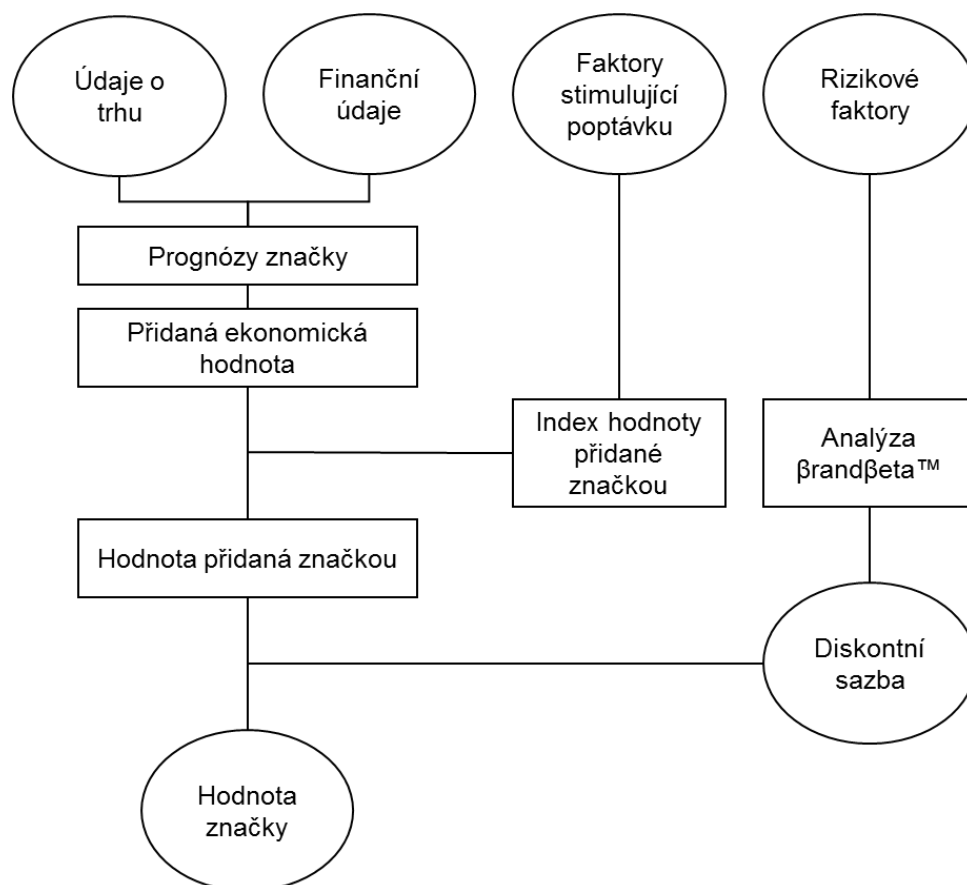 Údaje o
trhu
Finanční
údaje
Faktory
stimulující
poptávku
Rizikové
faktory
Prognózy značky
Přidaná ekonomická
hodnota
Index hodnoty
přidané
značkou
Analýza
βrandβeta™
Hodnota přidaná značkou
Diskontní
sazba
Hodnota
značky